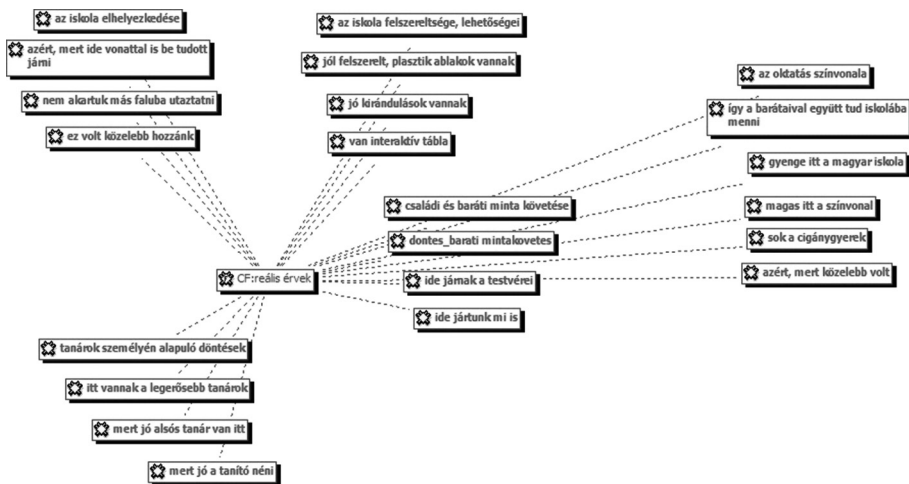 az iskola elhelyezkedése
azért, mert ide vonattal is be tudott
járni
nem akartuk más faluba utaztatni
ez volt közelebb hozzánk
az iskola felszereltsége, lehetőségei
jól felszerelt, plasztik ablakok vannak
jó kirándulások vannak
van interaktív tábla
az oktatás színvonala
így a barátaival együtt tud iskolába
menni
gyenge itt a magyar iskola
magas itt a színvonal
sok a cigánygyerek
azért, mert közelebb volt
családi és baráti minta követése
dontes_barati mintakovetes
ide járnak a testvérei
ide jártunk mi is
CF:reális érvek
tanárok személyén alapuló döntések
itt vannak a legerősebb tanárok
mert jó alsós tanár van itt
mert jó a tanító néni